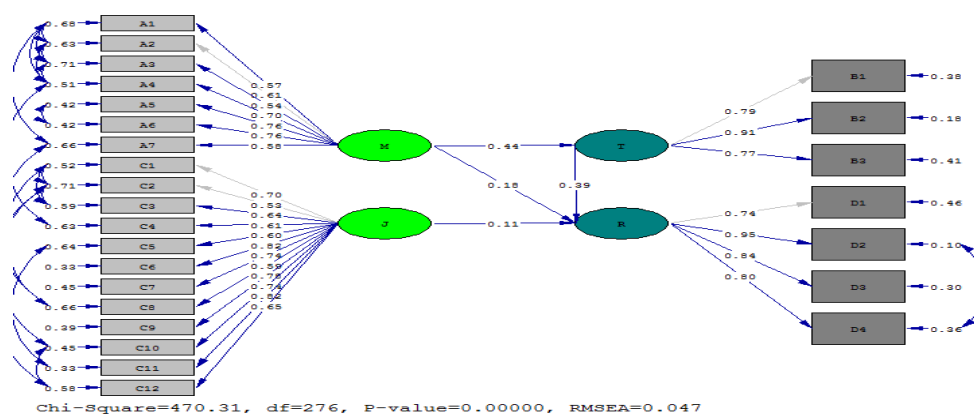 0.68 A1
0.63 A2
0.71 A3
0.51 A4
0.42 A5
0.42 A6
0.66 A7
0.52 C1
0.71 C2
0.59 C3
0.63 C4
0.64 C5
0.33 C6
0.45 C7
0.66 C8
0.39 C9
0.45 C10
0.33 C11
0.58 C12
0.57
0.61
0.54
0.70
0.76
0.76
0.58
0.70
0.53
0.64
0.61
0.60
0.82
0.74
0.59
0.78
0.74
0.82
0.65
M
J
0.44
0.18
0.39
0.11
T
R
0.79
0.91
0.77
0.74
0.95
0.84
0.80
B1 0.38
B2 0.18
B3 0.41
D1 0.46
D2 0.10
D3 0.30
D4 0.36
Chi-Square=470.31, df=276, P-value=0.00000, RMSEA=0.047